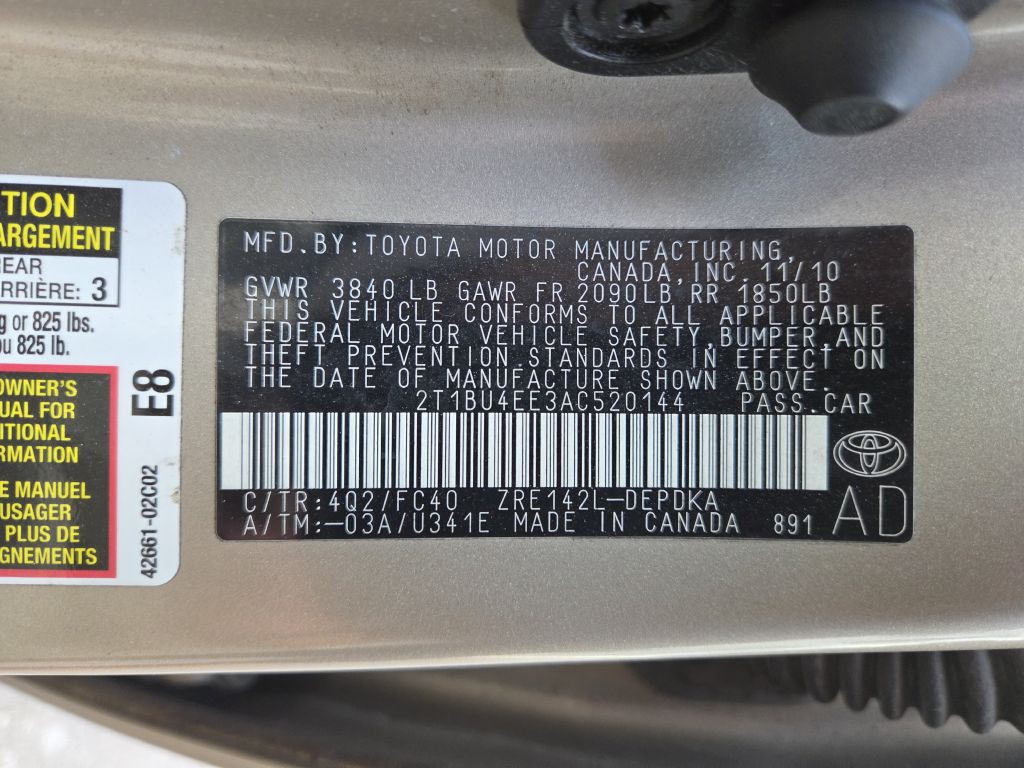 TION
ARGEMENT
REAR
ARRIÈRE: 3
g or 825 lbs.
u 825 lb.
OWNER'S
UAL FOR
ITIONAL
RMATION
E MANUEL
USAGER
PLUS DE
GNEMENTS
E8
42661-02C02
MFD. BY: TOYOTA MOTOR MANUFACTURING,
CANADA, INC. 11/10
GVWR 3840 LB GAWR FR 2090LB, RR 1850LB
THIS VEHICLE CONFORMS TO ALL APPLICABLE
FEDERAL MOTOR VEHICLE SAFETY, BUMPER, AND
THEFT PREVENTION STANDARDS IN EFFECT ON
THE DATE OF MANUFACTURE SHOWN ABOVE.
2T1BU4EE3AC520144 PASS. CAR
C/TR: 4Q2/FC40 ZRE142L-DEPDKA
A/TM: -03A/U341E MADE IN CANADA 891 AD